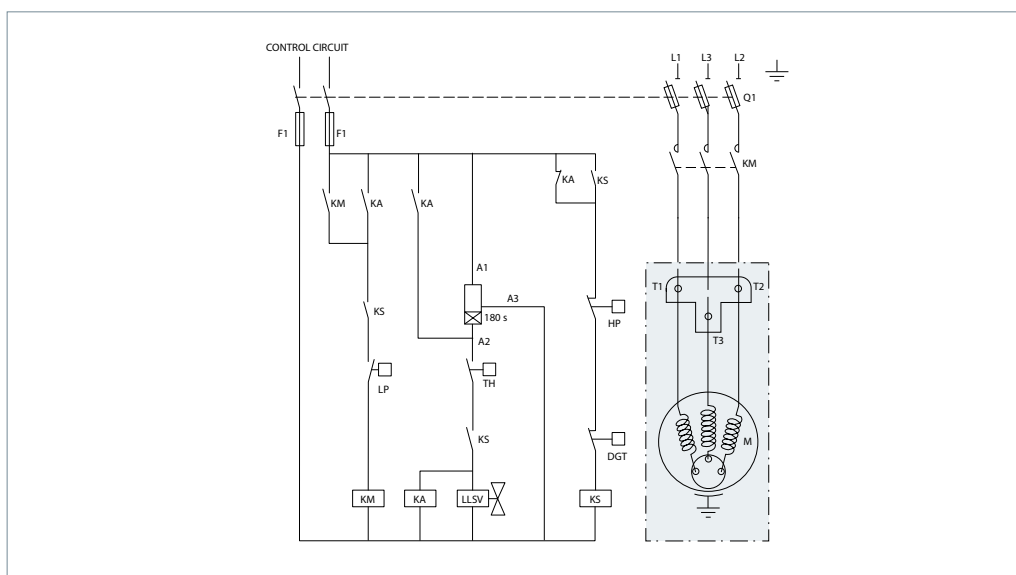 CONTROL CIRCUIT
L1 L3 L2
Q1
F1 F1
KM
KA KS
KM KA KA
A1
T1 T2
A3
180 s
HP
KS
T3
A2
LP TH
KS M
DGT
KM KA LLSV KS